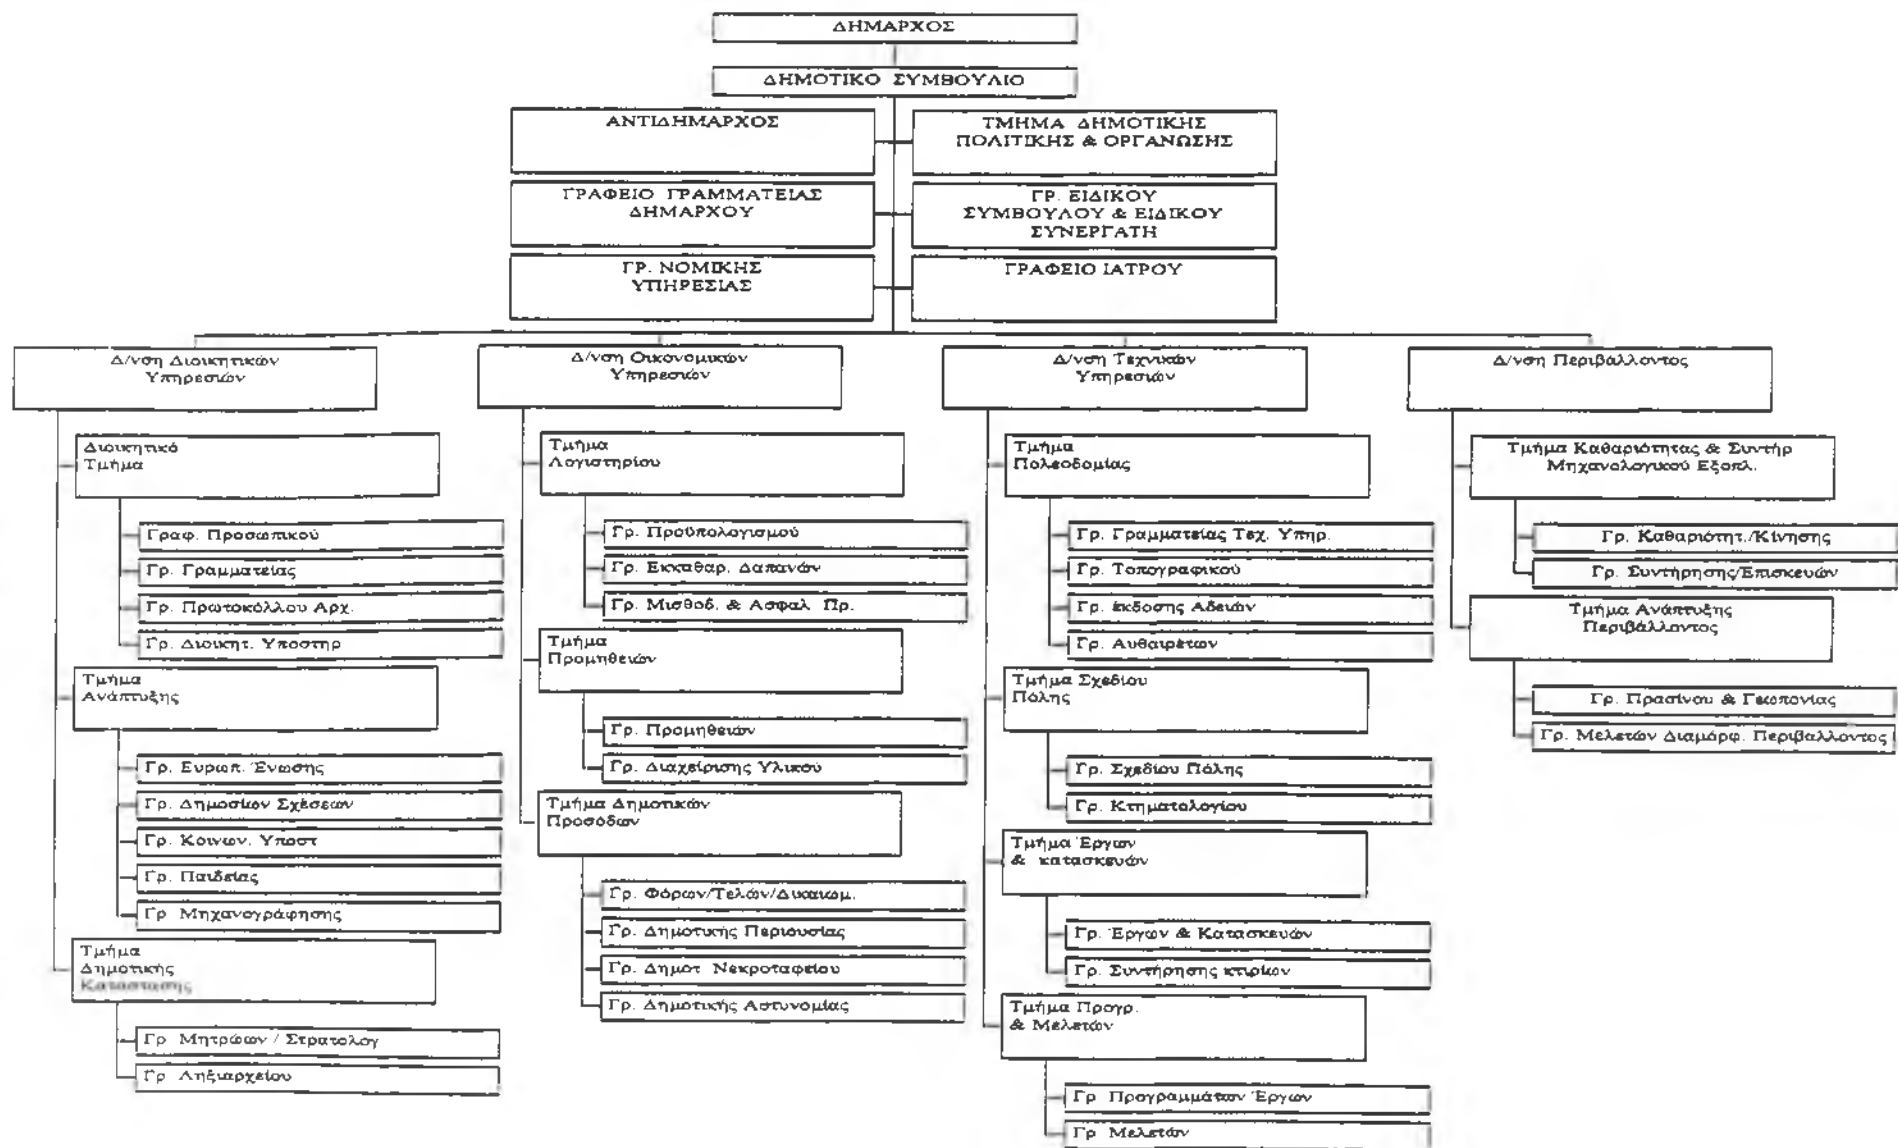 ΔΗΜΑΡΧΟΣ
ΔΗΜΟΤΙΚΟ ΣΥΜΒΟΥΛΙΟ
ΑΝΤΙΔΗΜΑΡΧΟΣ
ΤΜΗΜΑ ΔΗΜΟΤΙΚΗΣ
ΠΟΛΙΤΙΚΗΣ & ΟΡΓΑΝΩΣΗΣ
ΓΡΑΦΕΙΟ ΓΡΑΜΜΑΤΕΙΑΣ
ΔΗΜΑΡΧΟΥ
ΓΡ. ΕΙΔΙΚΟΥ
ΣΥΜΒΟΥΛΟΥ & ΕΙΔΙΚΟΥ
ΣΥΝΕΡΓΑΤΗ
ΓΡ. ΝΟΜΙΚΗΣ
ΥΠΗΡΕΣΙΑΣ
ΓΡΑΦΕΙΟ ΙΑΤΡΟΥ
Δ/νση Διοικητικών
Υπηρεσιών
Διοικητικό
Τμήμα
Γραφ. Προσωπικού
Γρ. Γραμματείας
Γρ. Πρωτοκόλλου Αρχ.
Γρ. Διοικητ. Υποστηρ
Τμήμα
Ανάπτυξης
Γρ. Ευρωπ. Ένωσης
Γρ. Δημοσίων Σχέσεων
Γρ. Κοινων. Υποστ
Γρ. Παιδείας
Γρ Μηχανογράφησης
Τμήμα
Δημοτικής
Κατάστασης
Γρ Μητρώων / Στρατολογ
Γρ Ληξιαρχείου
Δ/νση Οικονομικών
Υπηρεσιών
Τμήμα
Λογιστηρίου
Γρ. Προϋπολογισμού
Γρ. Εκκαθαρ. Δαπανών
Γρ. Μισθοδ. & Ασφαλ Πρ.
Τμήμα
Προμηθειών
Γρ. Προμηθειών
Γρ. Διαχείρισης Υλικού
Τμήμα Δημοτικών
Προσόδων
Γρ. Φόρων/Τελών/Δικαιωμ.
Γρ. Δημοτικής Περιουσίας
Γρ. Δημοτ Νεκροταφείου
Γρ. Δημοτικής Αστυνομίας
Δ/νση Τεχνικών
Υπηρεσιών
Τμήμα
Πολεοδομίας
Γρ. Γραμματείας Τεχ. Υπηρ.
Γρ. Τοπογραφικού
Γρ. έκδοσης Αδειών
Γρ. Αυθαιρέτων
Τμήμα Σχεδίου
Πόλης
Γρ. Σχεδίου Πόλης
Γρ. Κτηματολογίου
Τμήμα Έργων
& κατασκευών
Γρ. Έργων & Κατασκευών
Γρ. Συντήρησης κτιρίων
Τμήμα Προγρ.
& Μελετών
Γρ Προγραμμάτων Έργων
Γρ Μελετών
Δ/νση Περιβάλλοντος
Τμήμα Καθαριότητας & Συντήρ
Μηχανολογικού Εξοπλ.
Γρ. Καθαριότητ./Κίνησης
Γρ. Συντήρησης/Επισκευών
Τμήμα Ανάπτυξης
Περιβάλλοντος
Γρ. Πρασίνου & Γεωπονίας
Γρ. Μελετών Διαμόρφ. Περιβάλλοντος